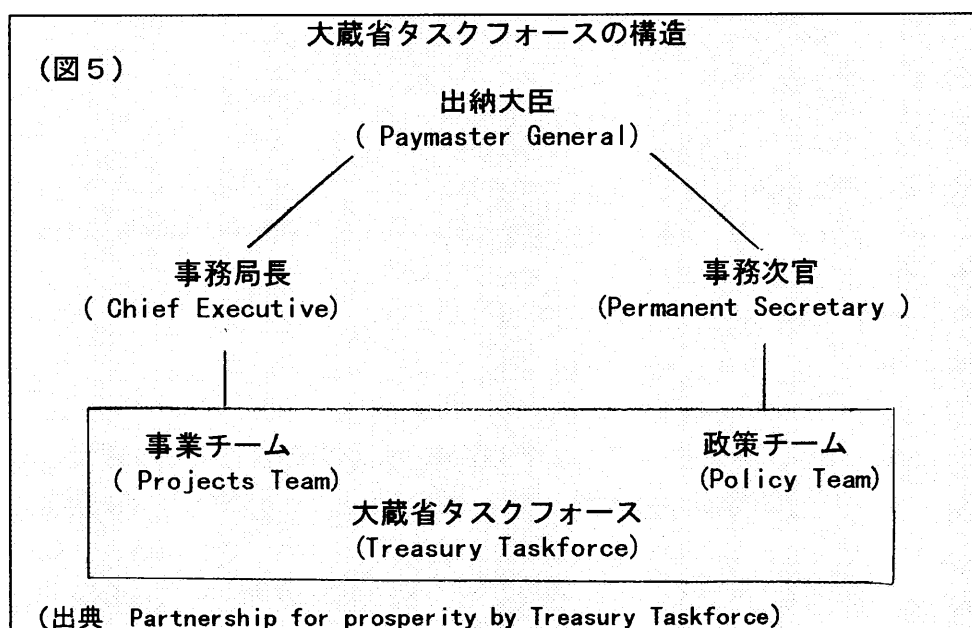 大蔵省タスクフォースの構造
(図5)
出納大臣
( Paymaster General)
事務局長
( Chief Executive)
事務次官
(Permanent Secretary )
事業チーム
( Projects Team)
政策チーム
(Policy Team)
大蔵省タスクフォース
(Treasury Taskforce)
(出典 Partnership for prosperity by Treasury Taskforce)